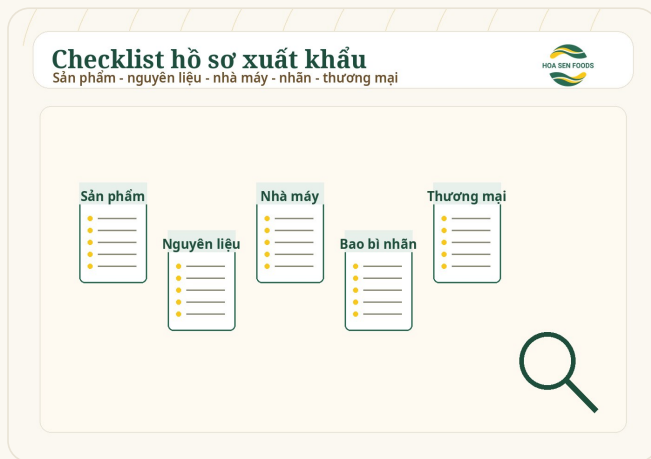 Checklist hồ sơ xuất khẩu
Sản phẩm - nguyên liệu - nhà máy - nhãn - thương mại
HOA SEN FOODS
Sản phẩm
Nguyên liệu
Nhà máy
Bao bì nhãn
Thương mại